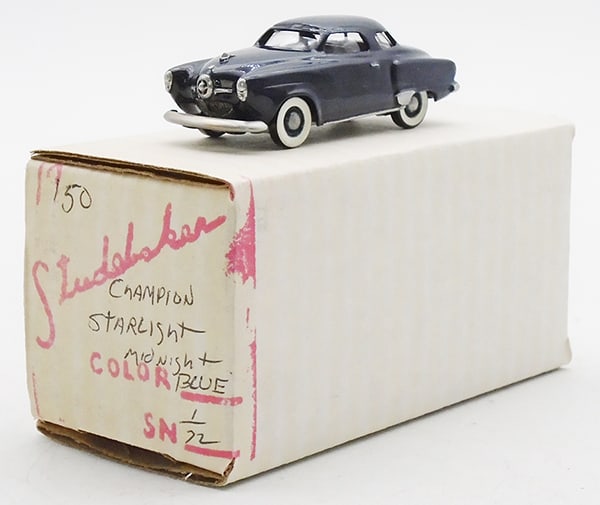 1950
Studebaker
CHAMPION
STARLIGHT
MIDNIGHT
COLOR BLUE
SN 1/22